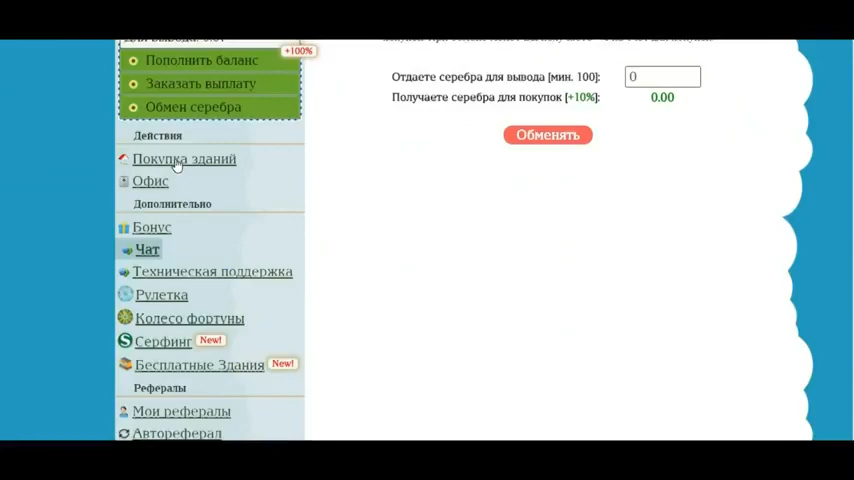 +100%
Пополнить баланс
Заказать выплату
Обмен серебра
Действия
Покупка зданий
Офис
Дополнительно
Бонус
Чат
Техническая поддержка
Рулетка
Колесо фортуны
Серфинг New!
Бесплатные Здания New!
Рефералы
Мои рефералы
Автореферал
Отдаете серебра для вывода [мин. 100]: 0
Получаете серебра для покупок [+10%]: 0.00
Обменять